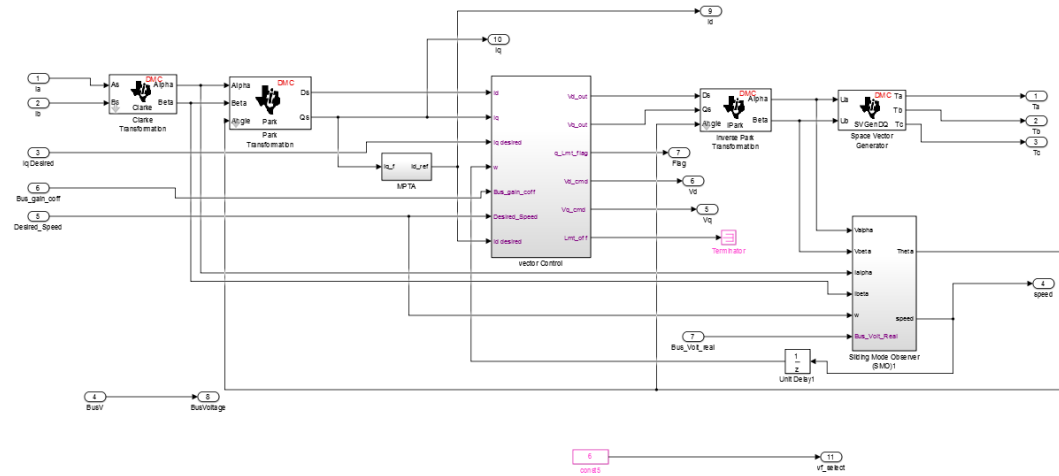 9
Id
10
Iq
1
Ia
2
Ib
As
Bs
DMC
Alpha
Beta
Clarke
Clarke
Transformation
Alpha
Beta
Angle
DMC
Park
Ds
Qs
Park
Transformation
3
Iq Desired
6
Bus_gain_coff
5
Desired_Speed
Iq_f
Id_ref
MPTA
Id
Iq
Iq desired
w
Bus_gain_coff
Desired_Speed
Id desired
Vd_out
Vq_out
q_Lmt_flag
Vd_cmd
Vq_cmd
Lmt_off
vector Control
7
Flag
6
Vd
5
Vq
Terminator
Ds
Qs
Angle
DMC
IPark
Alpha
Beta
Inverse Park
Transformation
Ua
Ub
DMC
SVGenDQ
Ta
Tb
Tc
Space Vector
Generator
1
Ta
2
Tb
3
Tc
Valpha
Vbeta
Ialpha
Ibeta
w
Bus_Volt_Real
Theta
speed
Sliding Mode Observer
(SMO)1
4
speed
7
Bus_Volt_real
1
z
Unit Delay1
4
BusV
8
BusVoltage
6
const6
11
vf_select